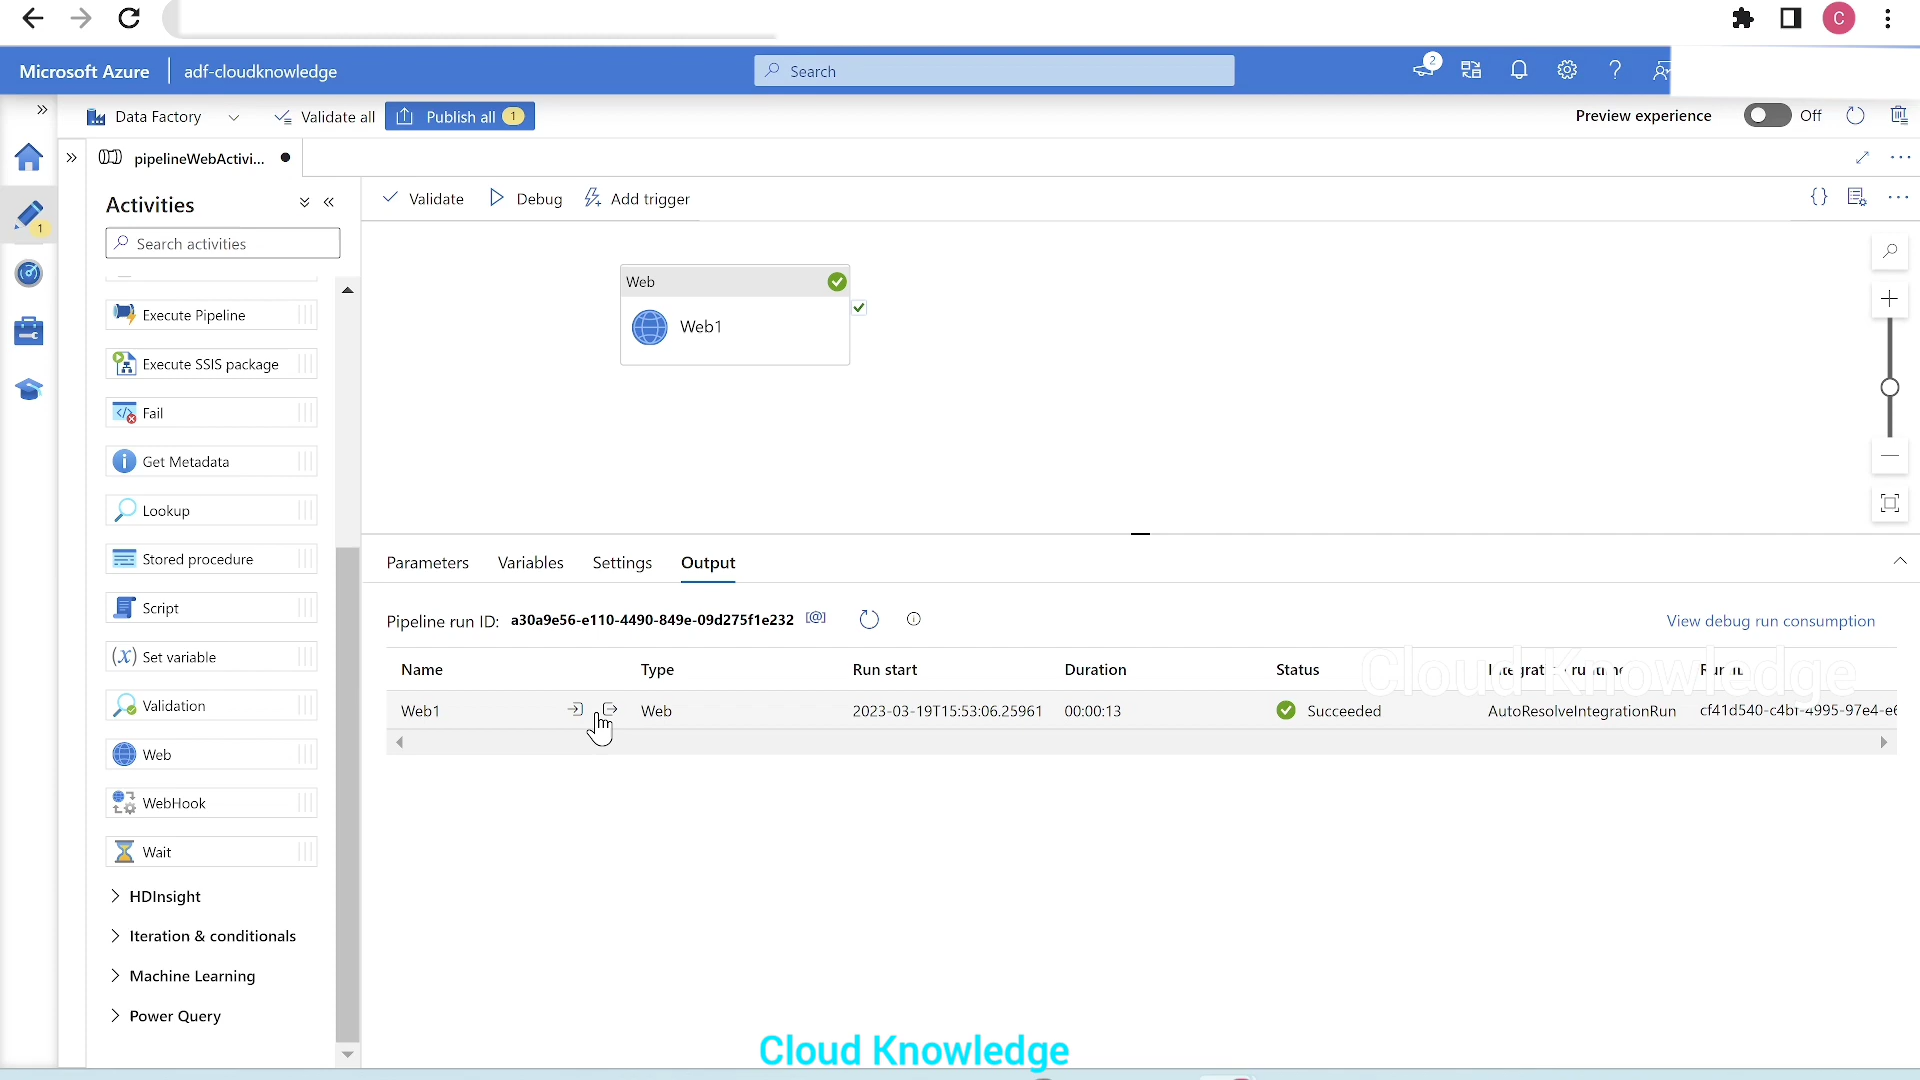 C
Microsoft Azure
adf-cloudknowledge
Search
2
Data Factory
Validate all
Publish all 1
Preview experience
Off
pipelineWebActivi...
Activities
Validate
Debug
Add trigger
1
Search activities
Web
Web1
Execute Pipeline
Execute SSIS package
Fail
Get Metadata
Lookup
Stored procedure
Script
Set variable
Validation
Web
WebHook
Wait
HDInsight
Iteration & conditionals
Machine Learning
Power Query
Parameters
Variables
Settings
Output
Pipeline run ID: a30a9e56-e110-4490-849e-09d275f1e232
View debug run consumption
Name Type Run start Duration Status
Cloud Knowledge
Web1 Web 2023-03-19T15:53:06.25961 00:00:13 Succeeded AutoResolveIntegrationRun
Cloud Knowledge